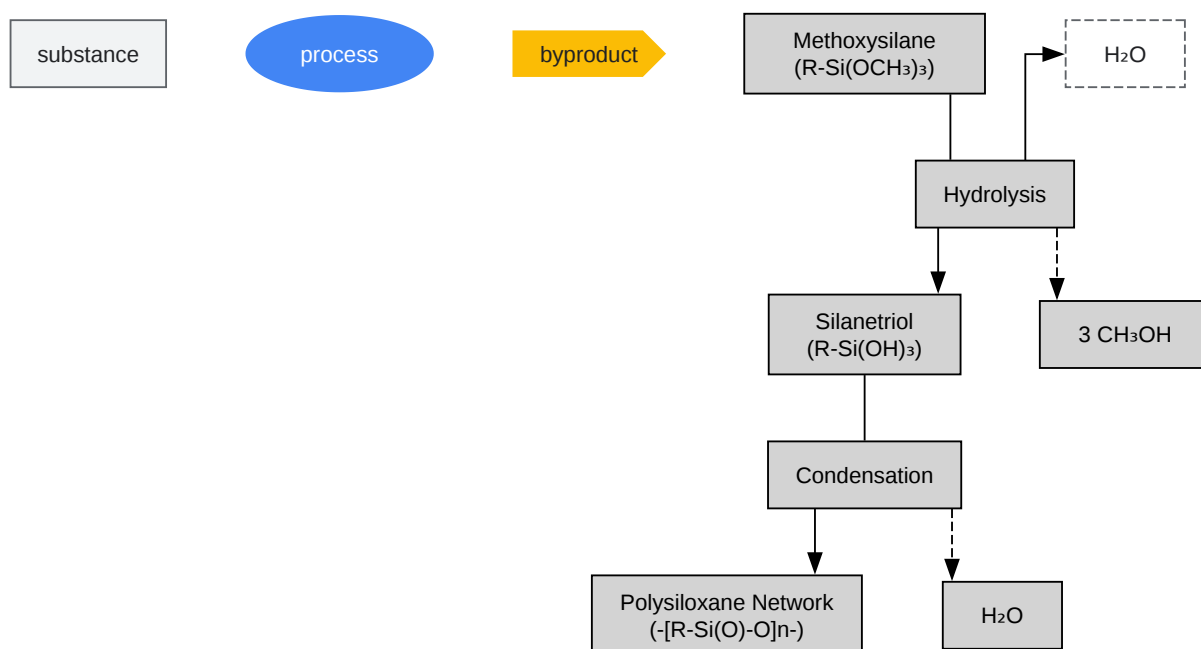 substance
process
byproduct
Methoxysilane
(R-Si(OCH₃)₃)
H₂O
Hydrolysis
Silanetriol
(R-Si(OH)₃)
3 CH₃OH
Condensation
Polysiloxane Network
(-[R-Si(O)-O]n-)
H₂O